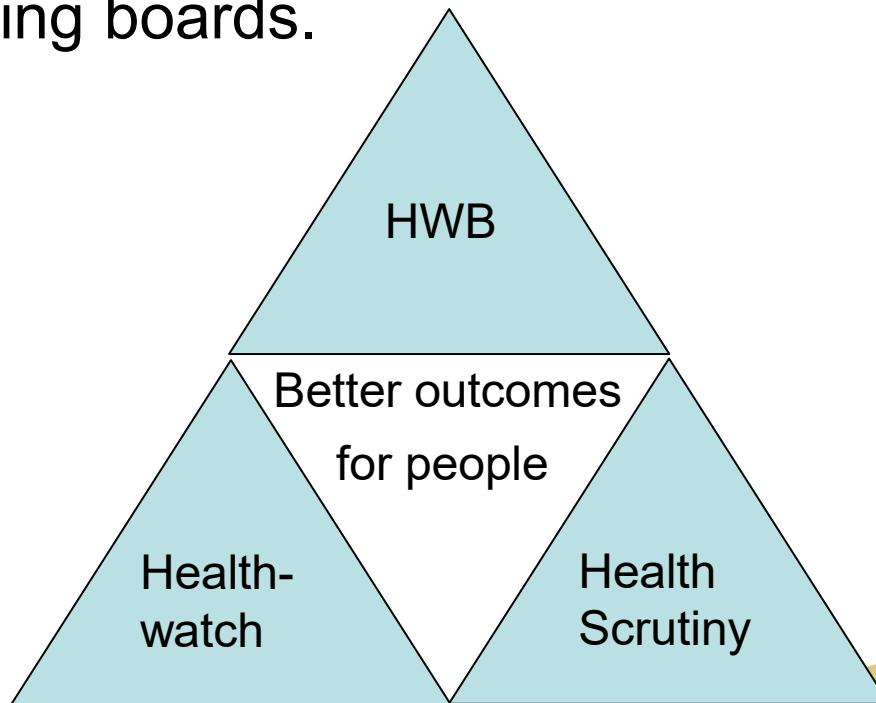 ing boards.
HWB
Better outcomes
for people
Health-
watch
Health
Scrutiny